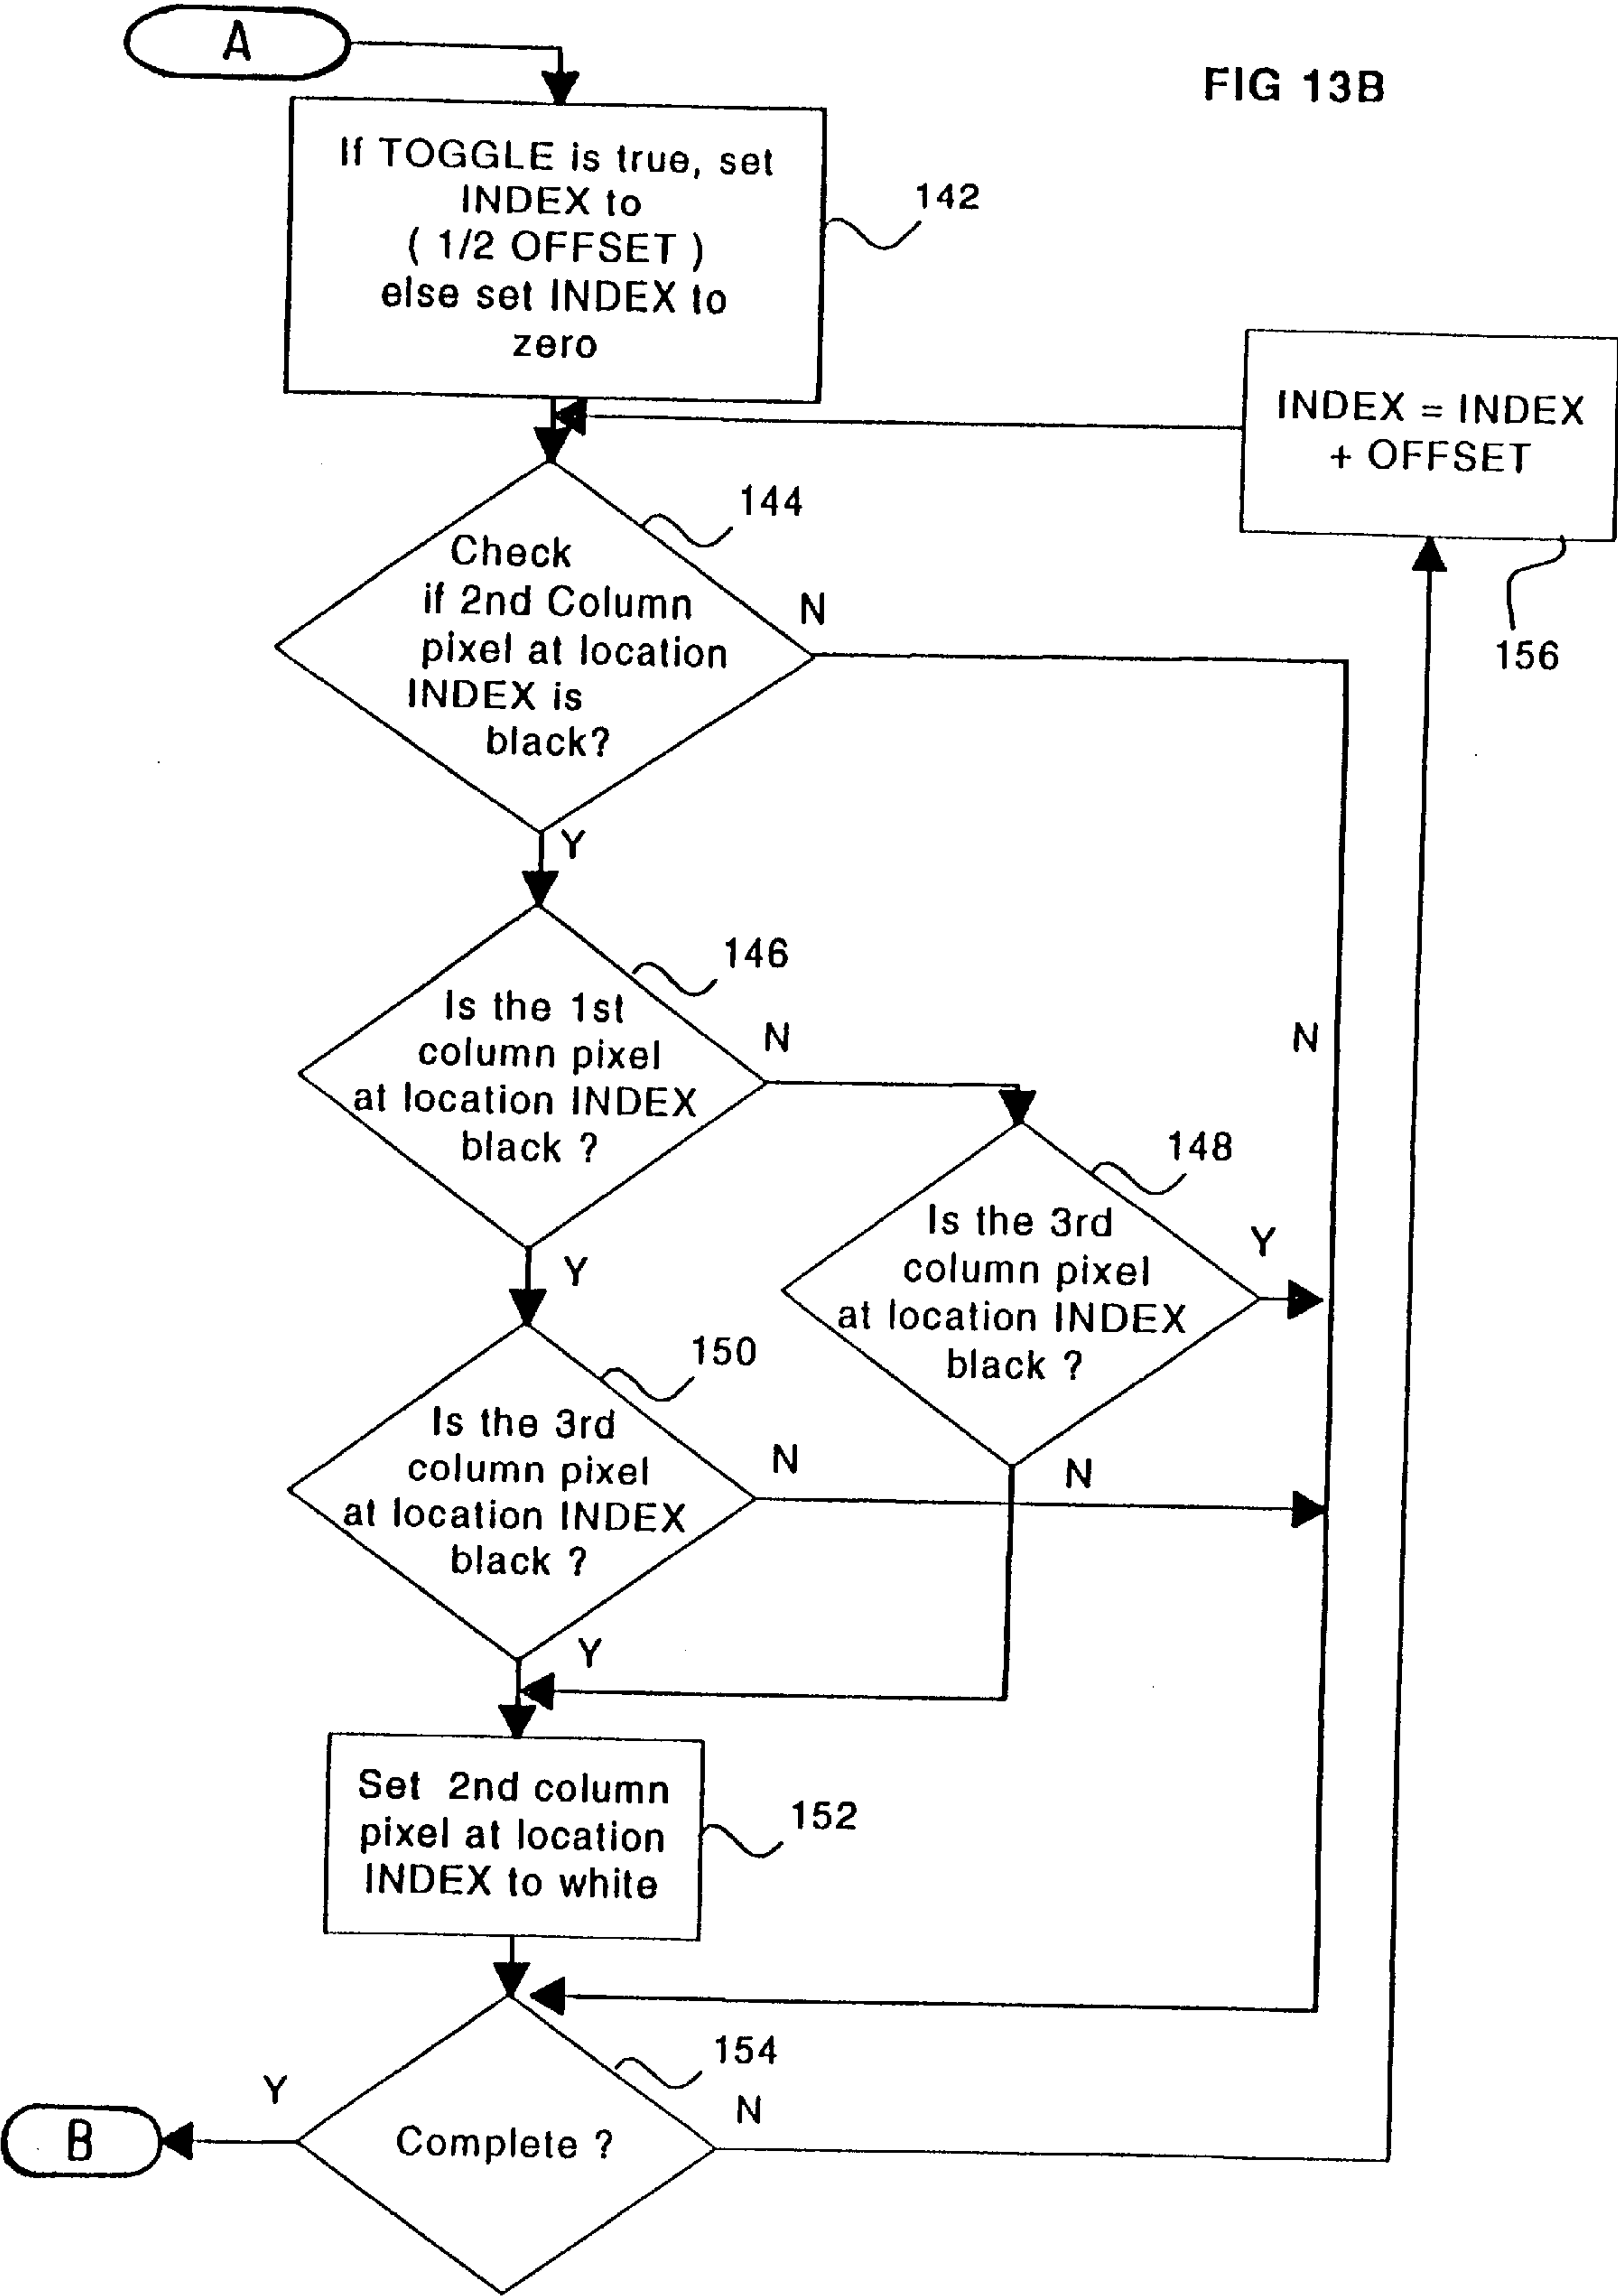 A
FIG 13B
If TOGGLE is true, set
INDEX to
( 1/2 OFFSET )
else set INDEX to
zero
142
INDEX = INDEX
+ OFFSET
156
144
Check
if 2nd Column
pixel at location
INDEX is
black?
N
Y
146
Is the 1st
column pixel
at location INDEX
black ?
N
N
Y
148
Is the 3rd
column pixel
at location INDEX
black ?
Y
N
150
Is the 3rd
column pixel
at location INDEX
black ?
N
Y
Set 2nd column
pixel at location
INDEX to white
152
154
Complete ?
Y
N
B